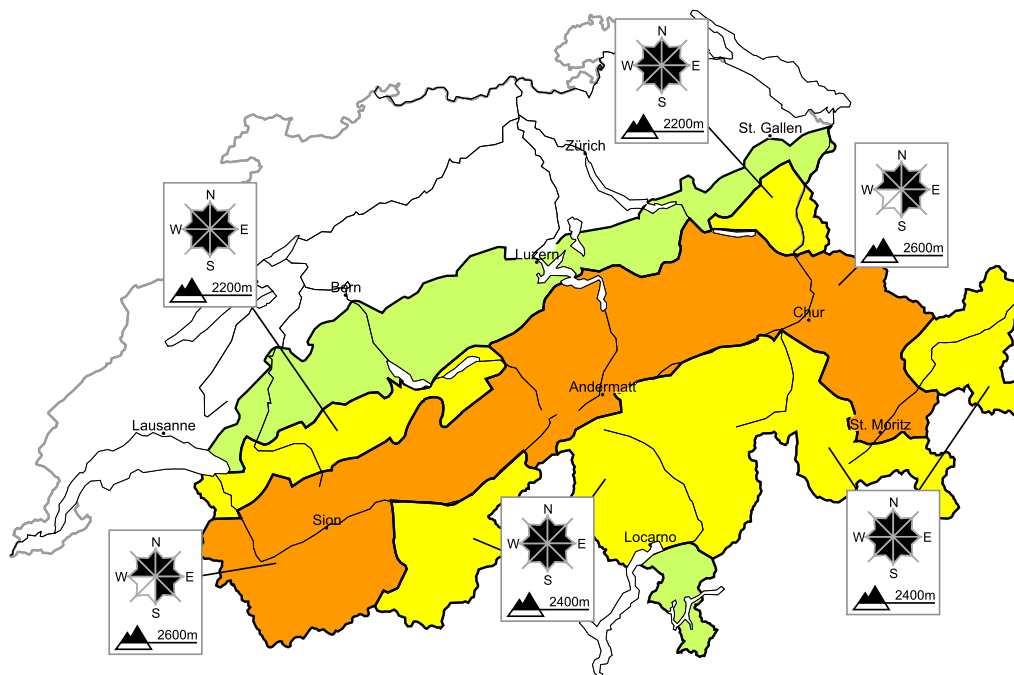 N
W E
S
2200m
St. Gallen
Zürich
N
W E
S
2600m
N
W E
S
2200m
Luzern
Bern
Chur
Andermatt
St. Moritz
Lausanne
Sion
Locarno
N
W E
S
2400m
N
W E
S
2400m
N
W E
S
2600m